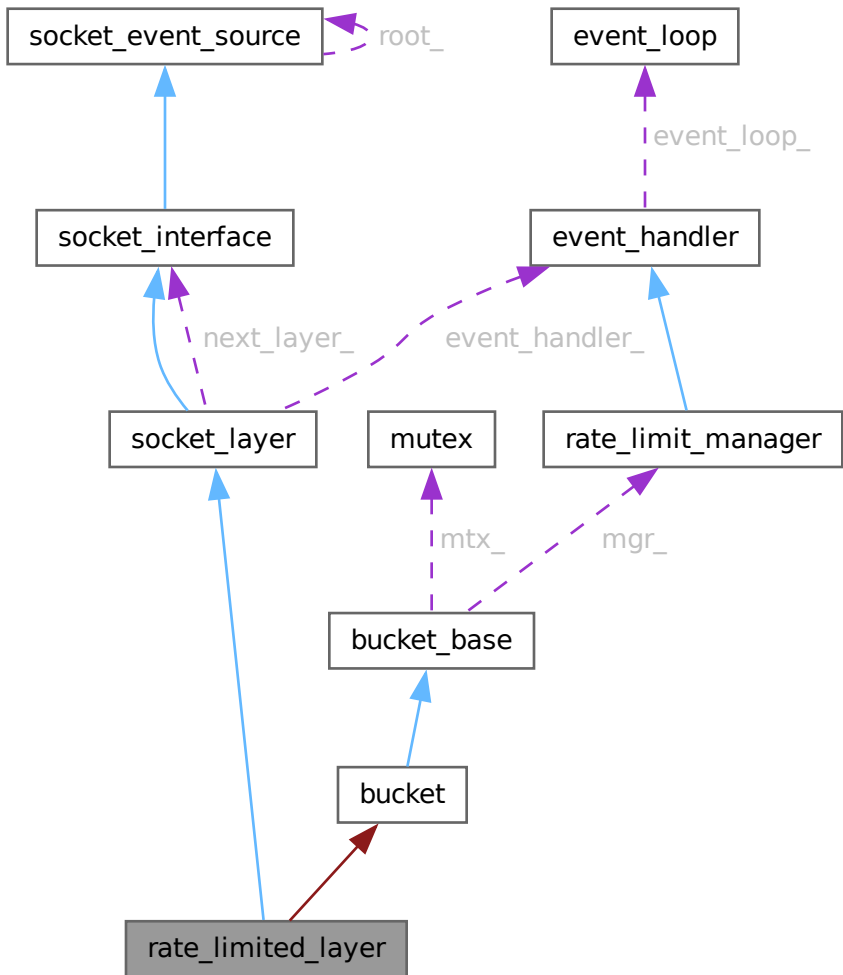 socket_event_source
root_
event_loop
event_loop_
socket_interface
event_handler
next_layer_
event_handler_
socket_layer
mutex
rate_limit_manager
mtx_
mgr_
bucket_base
bucket
rate_limited_layer